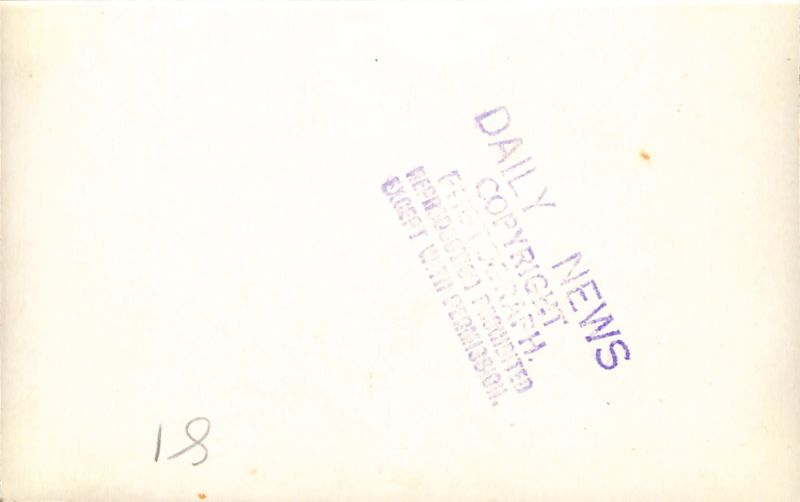 DAILY NEWS
COPYRIGHT
PHOTOGRAPH.
REPRODUCTION PROHIBITED
EXCEPT WITH PERMISSION.
18